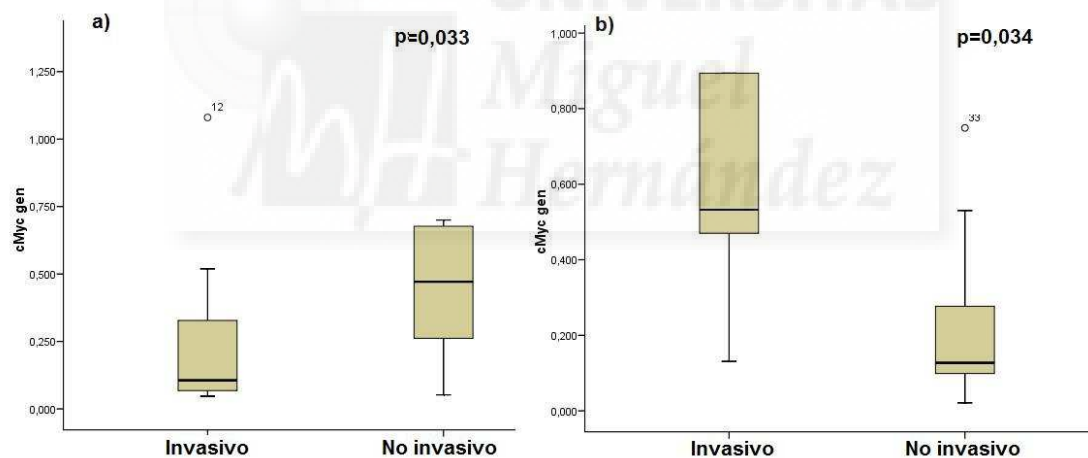 UNIVERSITAS
Miguel
Hernández
a)
p=0,033
1,250
1,000
0,750
0,500
0,250
0,000
cMyc gen
12
Invasivo
No invasivo
b)
p=0,034
1,000
0,800
0,600
0,400
0,200
0,000
cMyc gen
33
Invasivo
No invasivo